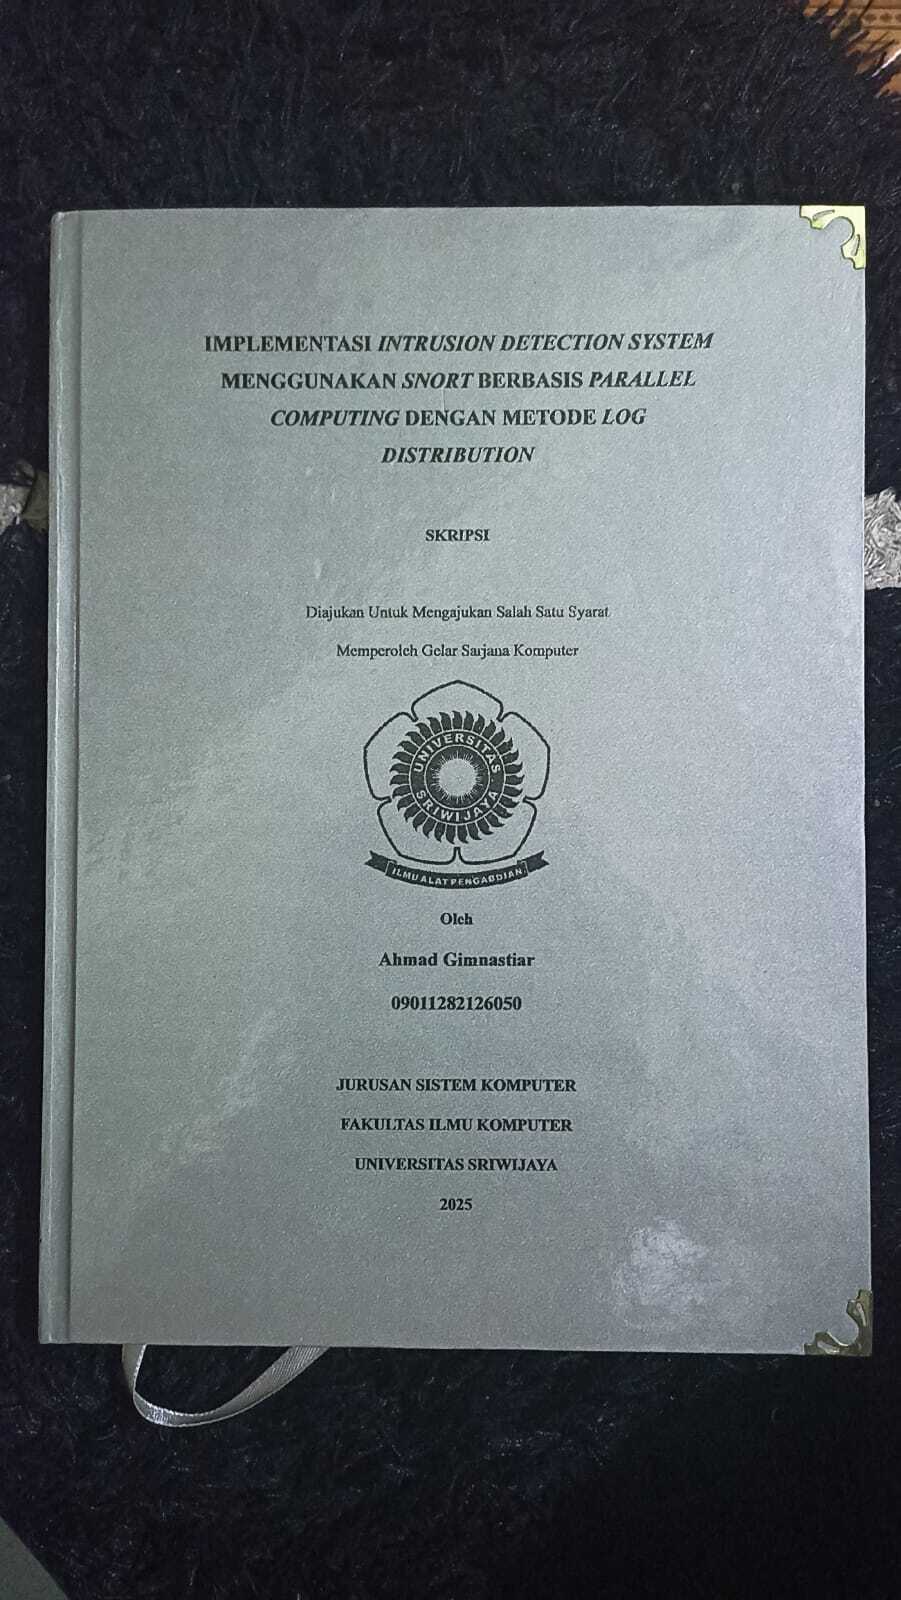 IMPLEMENTASI INTRUSION DETECTION SYSTEM
MENGGUNAKAN SNORT BERBASIS PARALLEL
COMPUTING DENGAN METODE LOG
DISTRIBUTION
SKRIPSI
Diajukan Untuk Mengajukan Salah Satu Syarat
Memperoleh Gelar Sarjana Komputer
UNIVERSITAS
SRIWIJAYA
ILMU ALAT PENGABDIAN
Oleh
Ahmad Gimnastiar
09011282126050
JURUSAN SISTEM KOMPUTER
FAKULTAS ILMU KOMPUTER
UNIVERSITAS SRIWIJAYA
2025